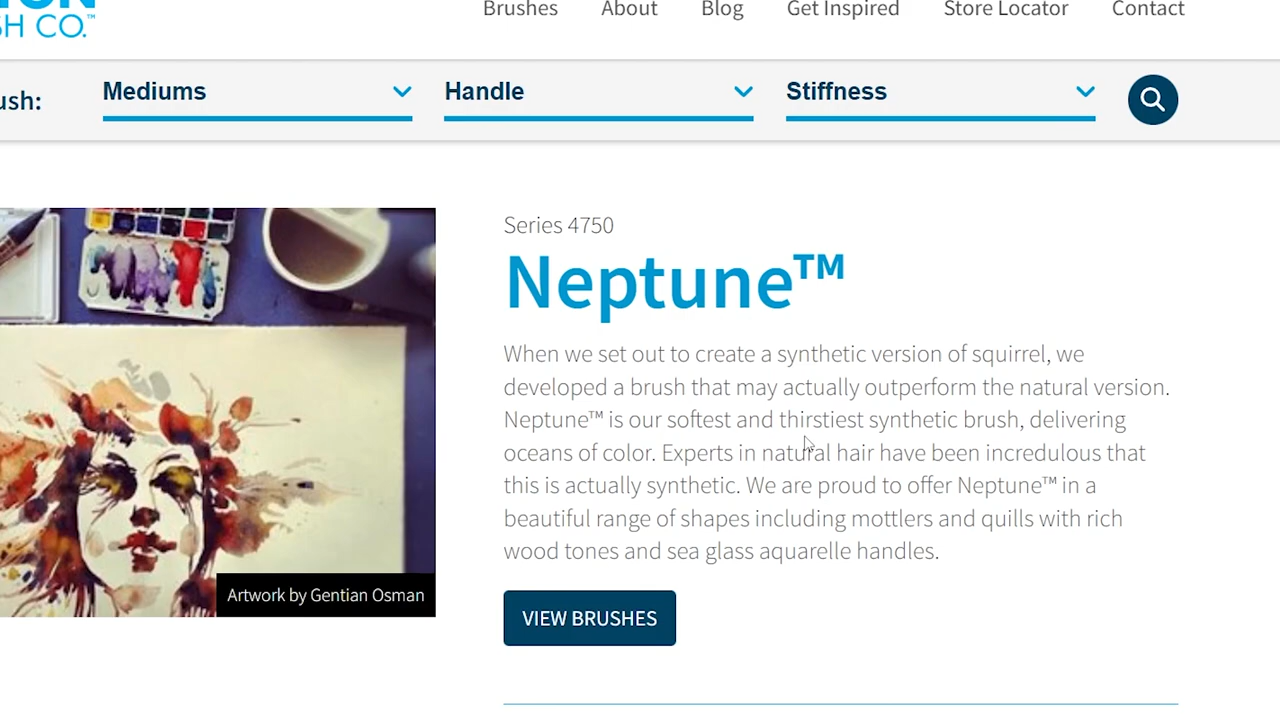 Brushes About Blog Get Inspired Store Locator Contact
SH CO.™
Mediums Handle Stiffness
Series 4750
Neptune™
When we set out to create a synthetic version of squirrel, we
developed a brush that may actually outperform the natural version.
Neptune™ is our softest and thirstiest synthetic brush, delivering
oceans of color. Experts in natural hair have been incredulous that
this is actually synthetic. We are proud to offer Neptune™ in a
beautiful range of shapes including mottlers and quills with rich
wood tones and sea glass aquarelle handles.
Artwork by Gentian Osman
VIEW BRUSHES